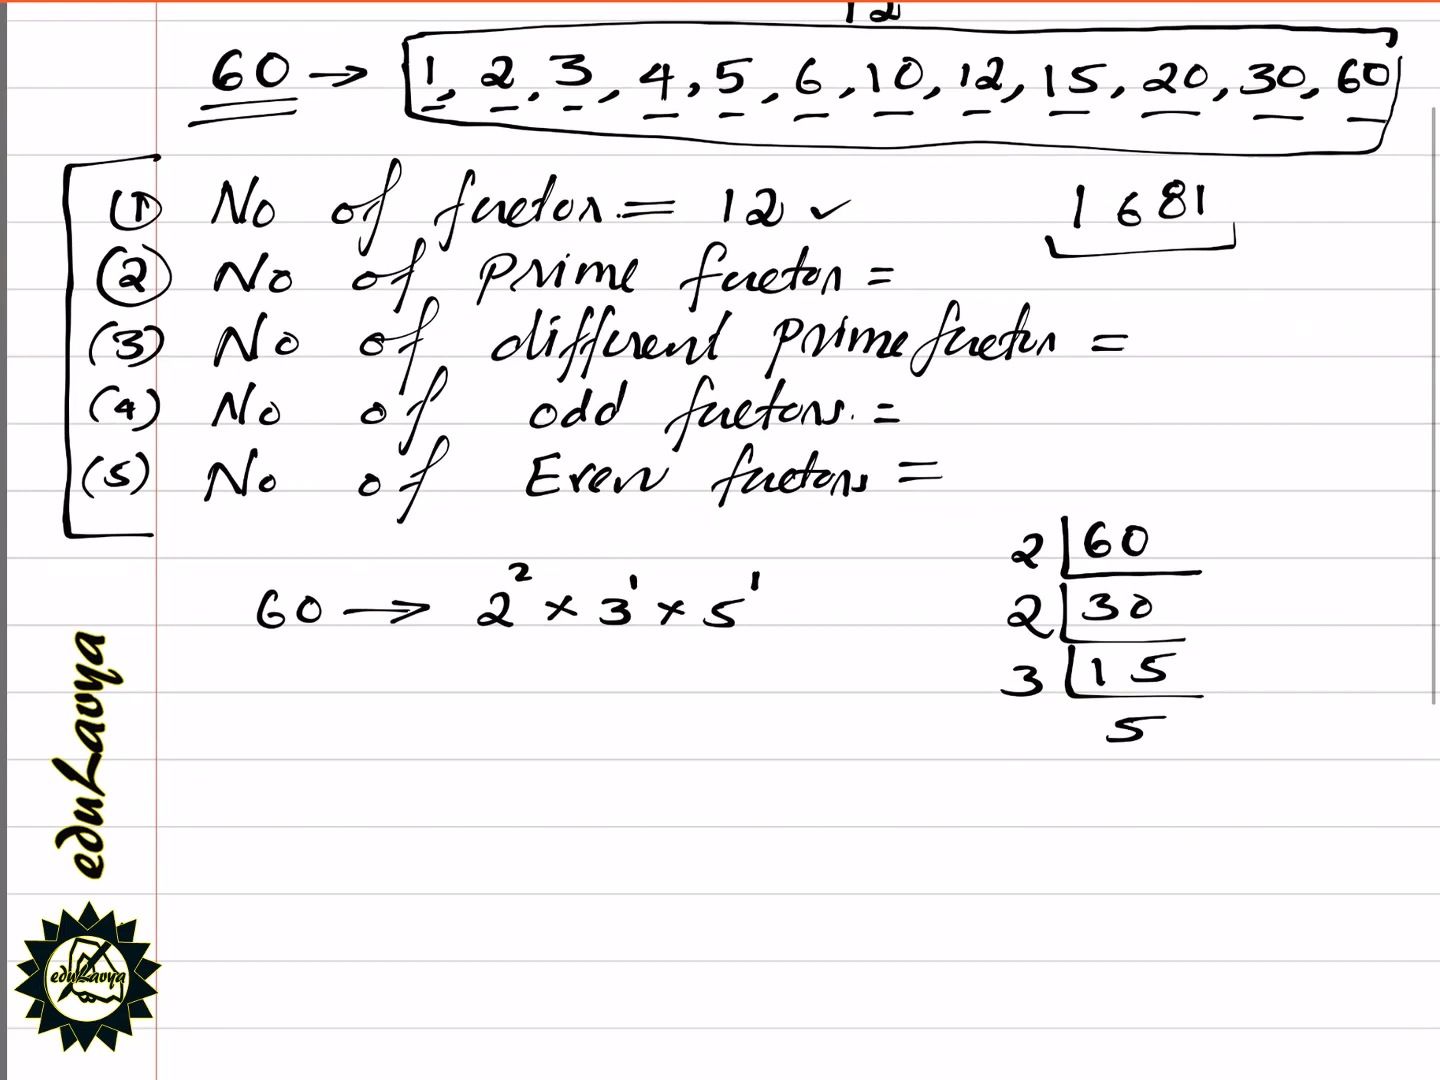 12
60 → 1, 2, 3, 4, 5, 6, 10, 12, 15, 20, 30, 60
(1) No of factor = 12 ✓ 1681
(2) No of prime factor =
(3) No of different prime factor =
(4) No of odd factors. =
(5) No of Even factors =
60 → 2² × 3¹ × 5¹
2 | 60
2 | 30
3 | 15
5
eduLavya
eduLavya